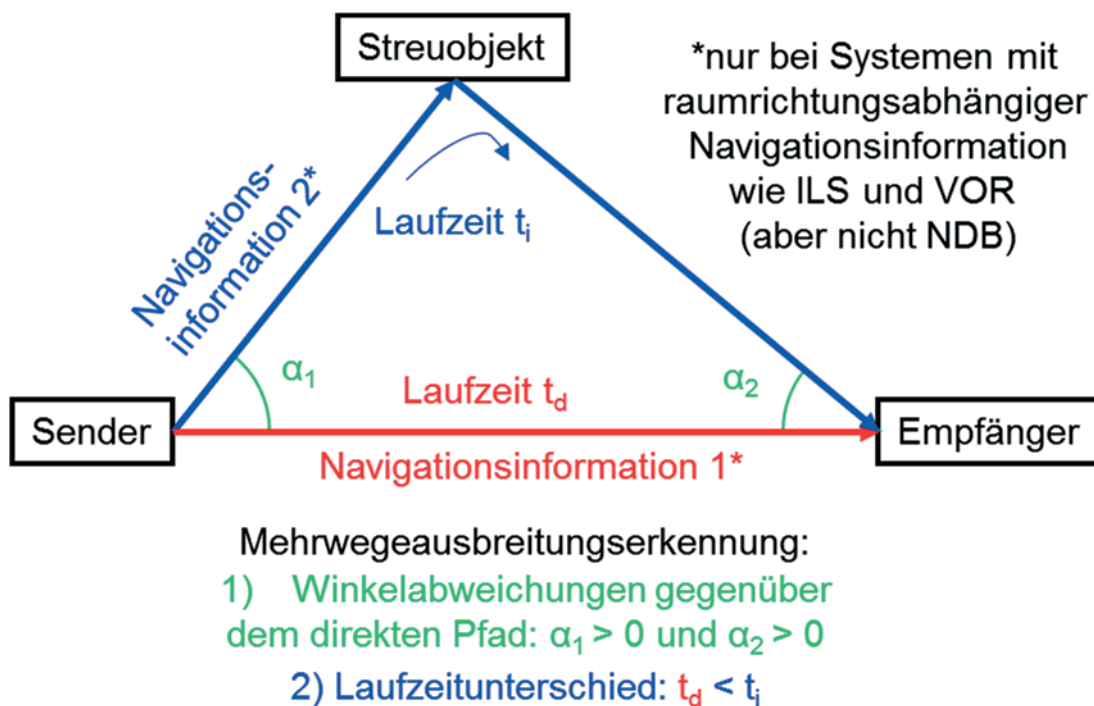 Streuobjekt
*nur bei Systemen mit
raumrichtungsabhängiger
Navigationsinformation
wie ILS und VOR
(aber nicht NDB)
Navigations-
information 2*
Laufzeit tᵢ
α₁
Laufzeit t_d
α₂
Sender
Empfänger
Navigationsinformation 1*
Mehrwegeausbreitungserkennung:
1) Winkelabweichungen gegenüber
dem direkten Pfad: α₁ > 0 und α₂ > 0
2) Laufzeitunterschied: t_d < tᵢ